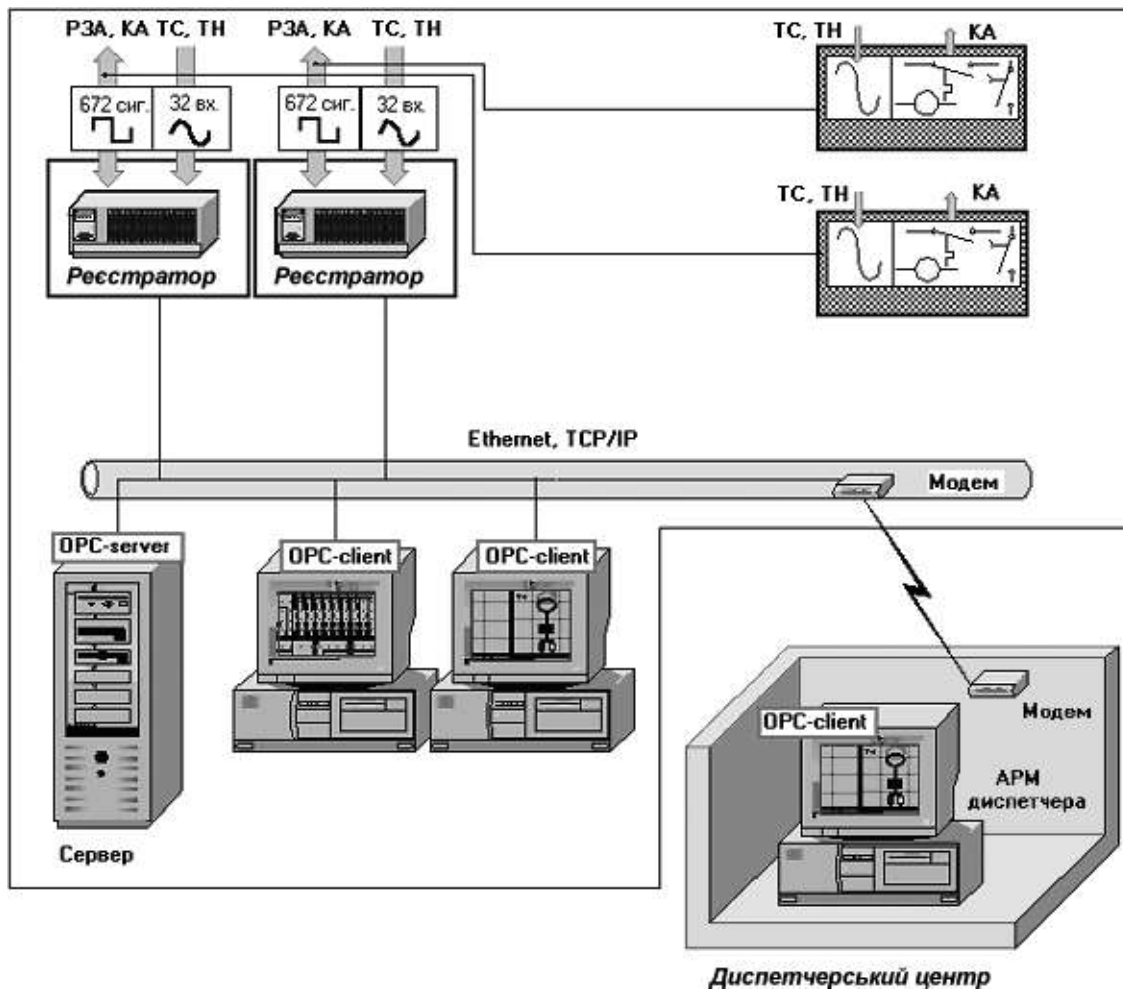 РЗА, КА ТС, ТН
РЗА, КА ТС, ТН
ТС, ТН КА
672 сиг. 32 вх.
672 сиг. 32 вх.
ТС, ТН КА
Реєстратор
Реєстратор
Ethernet, TCP/IP
Модем
OPC-server
OPC-client
OPC-client
Сервер
Модем
OPC-client
АРМ
диспетчера
Диспетчерський центр